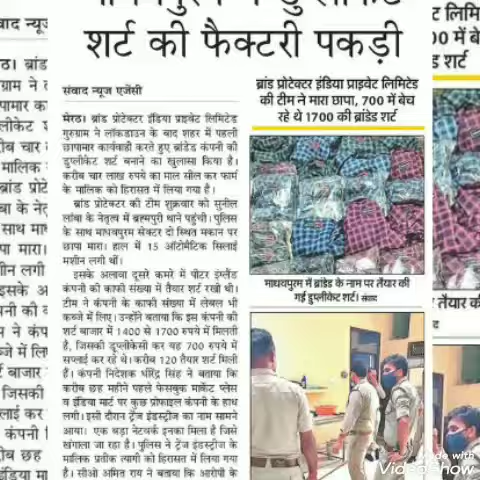 शर्ट की फैक्टरी पकड़ी
संवाद न्यूज एजेंसी
मेरठ। ब्रांड प्रोटेक्टर इंडिया प्राइवेट लिमिटेड
गुरुग्राम ने लॉकडाउन के बाद शहर में पहली
छापामार कार्यवाही करते हुए ब्रांडेड कंपनी की
डुप्लीकेट शर्ट बनाने का खुलासा किया है।
करीब चार लाख रुपये का माल सील कर फार्म
के मालिक को हिरासत में लिया गया है।
ब्रांड प्रोटेक्टर की टीम शुक्रवार को सुनील
लांबा के नेतृत्व में ब्रह्मपुरी थाने पहुंची। पुलिस
के साथ माधवपुरम सेक्टर दो स्थित मकान पर
छापा मारा। हाल में 15 ऑटोमैटिक सिलाई
मशीन लगी थीं।
इसके अलावा दूसरे कमरे में पीटर इंग्लैंड
कंपनी की काफी संख्या में तैयार शर्ट रखी थी।
टीम ने कंपनी के काफी संख्या में लेबल भी
कब्जे में लिए। उन्होंने बताया कि इस कंपनी की
शर्ट बाजार में 1400 से 1700 रुपये में मिलती
है, जिसकी डुप्लीकेसी कर यह 700 रुपये में
सप्लाई कर रहे थे। करीब 120 तैयार शर्ट मिली
हैं। कंपनी निदेशक धीरेंद्र सिंह ने बताया कि
करीब छह महीने पहले फेसबुक मार्केट प्लेस
व इंडिया मार्ट पर कुछ प्रोफाइल कंपनी के हाथ
लगी। इसी दौरान ट्रेंज इंडस्ट्रीज का नाम सामने
आया। एक बड़ा नेटवर्क इनका मिला है जिसे
खंगाला जा रहा है। पुलिस ने ट्रेंज इंडस्ट्रीज के
मालिक प्रतीक त्यागी को हिरासत में लिया गया
है। सीओ अमित राय ने बताया कि आरोपी के
ब्रांड प्रोटेक्टर इंडिया प्राइवेट लिमिटेड
की टीम ने मारा छापा, 700 में बेच
रहे थे 1700 की ब्रांडेड शर्ट
माधवपुरम में ब्रांडेड के नाम पर तैयार की
गई डुप्लीकेट शर्ट। संवाद
Made with
VideoShow